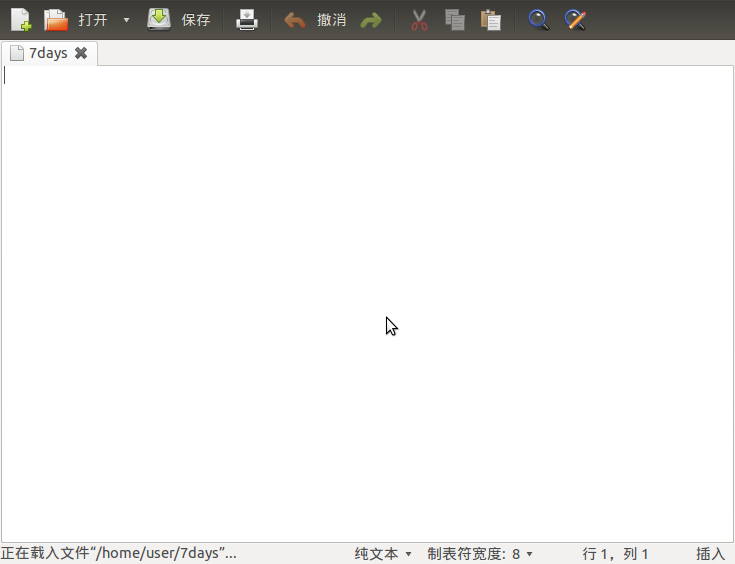 打开 保存 撤消
7days
正在载入文件“/home/user/7days”... 纯文本 制表符宽度: 8 行 1，列 1 插入